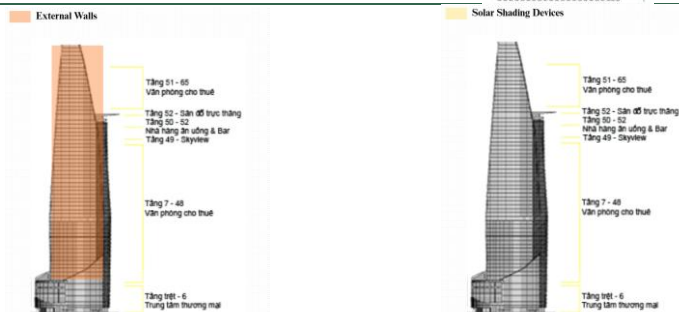 External Walls
Tầng 51 - 65
Văn phòng cho thuê
Tầng 52 - Sân đỗ trực thăng
Tầng 50 - 52
Nhà hàng ăn uống & Bar
Tầng 49 - Skyview
Tầng 7 - 48
Văn phòng cho thuê
Tầng trệt - 6
Trung tâm thương mại
Solar Shading Devices
Tầng 51 - 65
Văn phòng cho thuê
Tầng 52 - Sân đỗ trực thăng
Tầng 50 - 52
Nhà hàng ăn uống & Bar
Tầng 49 - Skyview
Tầng 7 - 48
Văn phòng cho thuê
Tầng trệt - 6
Trung tâm thương mại